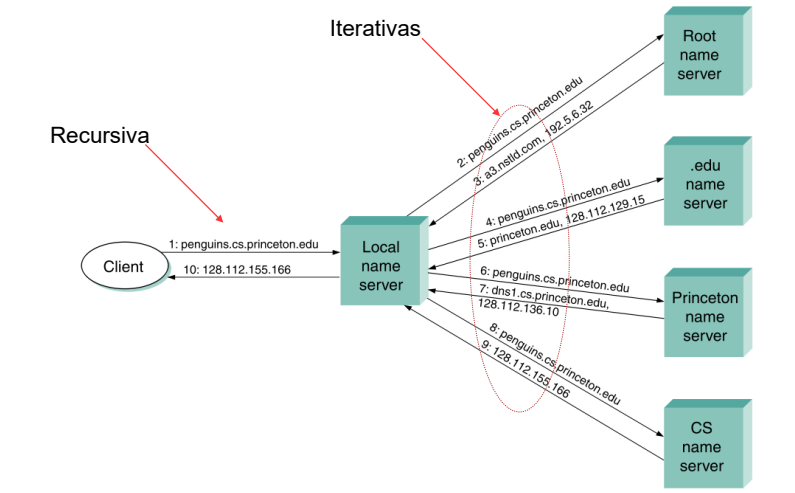 Iterativas
Recursiva
Client
1: penguins.cs.princeton.edu
10: 128.112.155.166
Local
name
server
2: penguins.cs.princeton.edu
3: a3.nstld.com, 192.5.6.32
4: penguins.cs.princeton.edu
5: princeton.edu, 128.112.129.15
6: penguins.cs.princeton.edu
7: dns1.cs.princeton.edu,
128.112.136.10
8: penguins.cs.princeton.edu
9: 128.112.155.166
Root
name
server
.edu
name
server
Princeton
name
server
CS
name
server